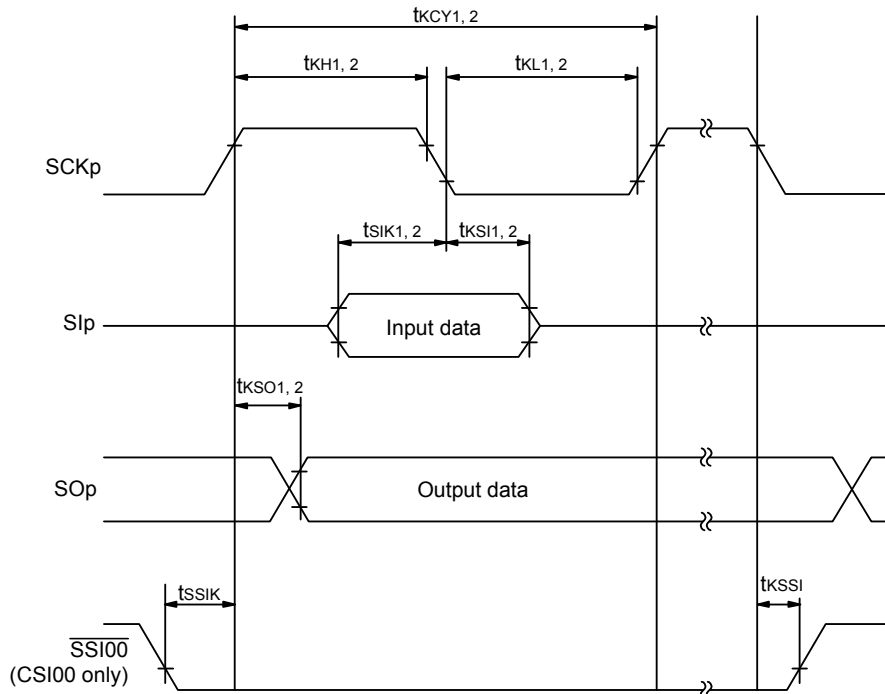 tKCY1, 2
tKH1, 2
tKL1, 2
SCKp
tSIK1, 2
tKSI1, 2
SIp
Input data
tKSO1, 2
SOp
Output data
tSSIK
tKSSI
SSI00
(CSI00 only)